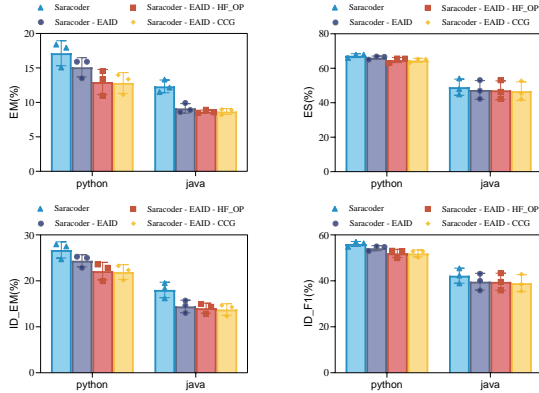 Saracoder
Saracoder - EAID - HF_OP
Saracoder - EAID
Saracoder - EAID - CCG
EM(%)
20
15
10
5
0
python
java
Saracoder
Saracoder - EAID - HF_OP
Saracoder - EAID
Saracoder - EAID - CCG
ES(%)
80
60
40
20
0
python
java
Saracoder
Saracoder - EAID - HF_OP
Saracoder - EAID
Saracoder - EAID - CCG
ID_EM(%)
30
20
10
0
python
java
Saracoder
Saracoder - EAID - HF_OP
Saracoder - EAID
Saracoder - EAID - CCG
ID_F1(%)
60
40
20
0
python
java